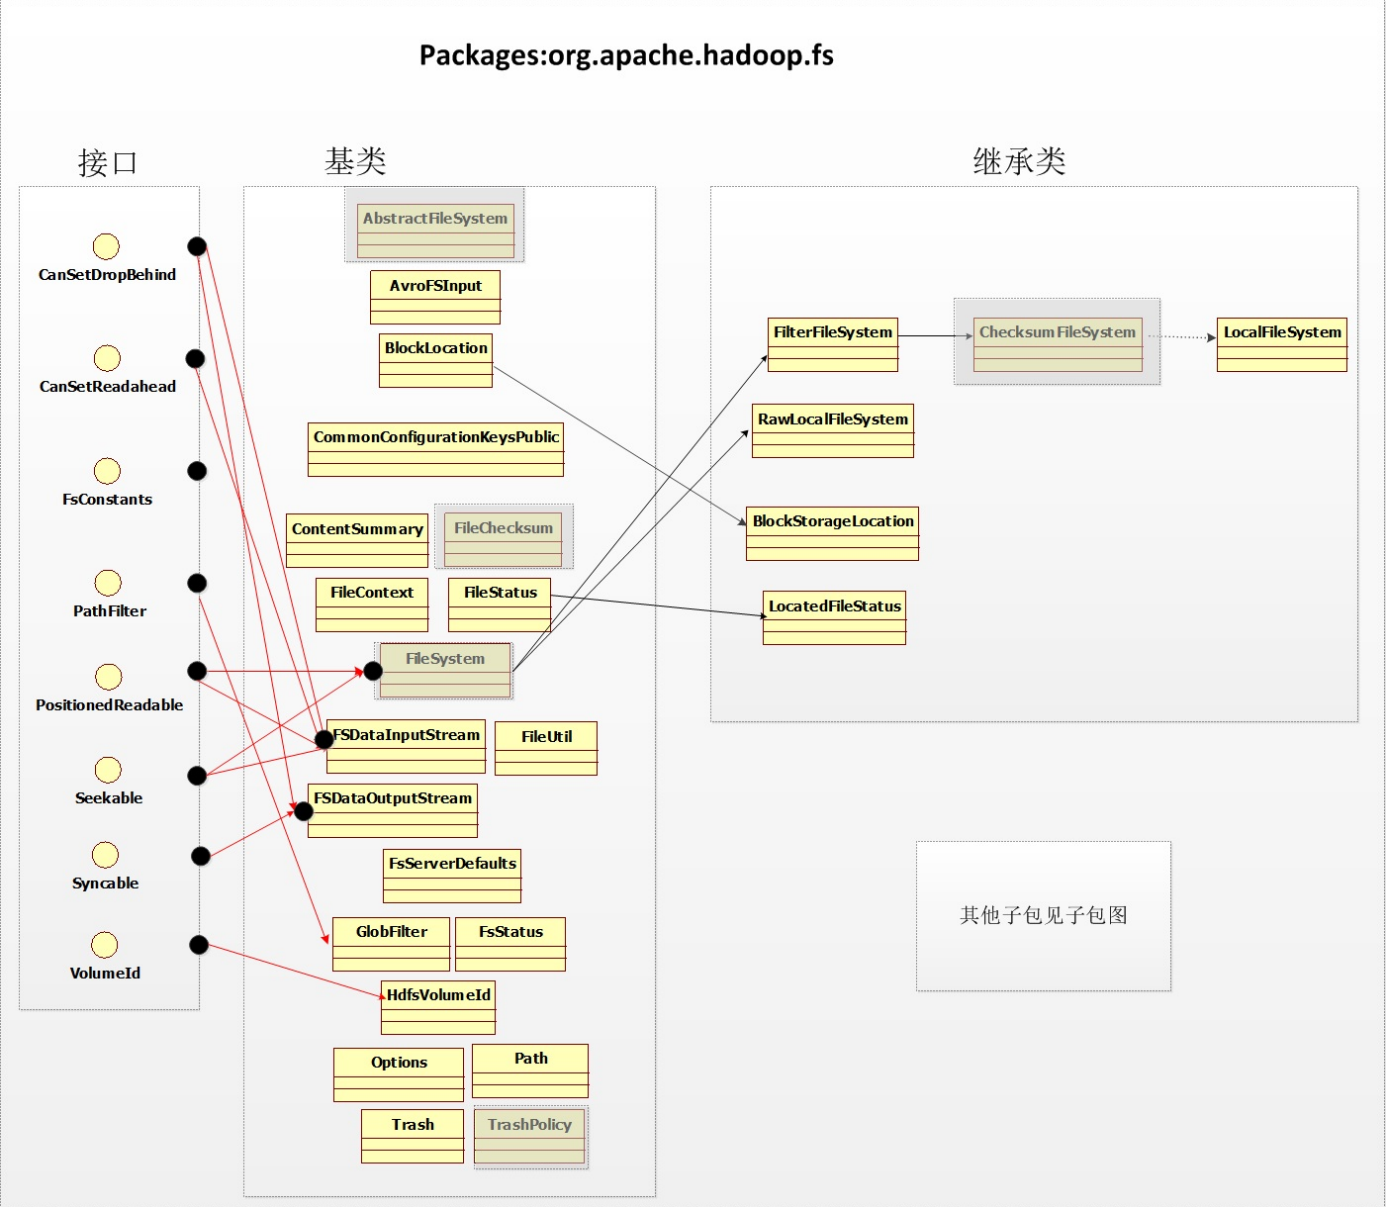 Packages:org.apache.hadoop.fs
接口
基类
继承类
CanSetDropBehind
CanSetReadahead
FsConstants
PathFilter
PositionedReadable
Seekable
Syncable
VolumeId
AbstractFileSystem
AvroFSInput
BlockLocation
CommonConfigurationKeysPublic
ContentSummary
FileChecksum
FileContext
FileStatus
FileSystem
FSDataInputStream
FileUtil
FSDataOutputStream
FsServerDefaults
GlobFilter
FsStatus
HdfsVolumeId
Options
Path
Trash
TrashPolicy
FilterFileSystem
ChecksumFileSystem
LocalFileSystem
RawLocalFileSystem
BlockStorageLocation
LocatedFileStatus
其他子包见子包图